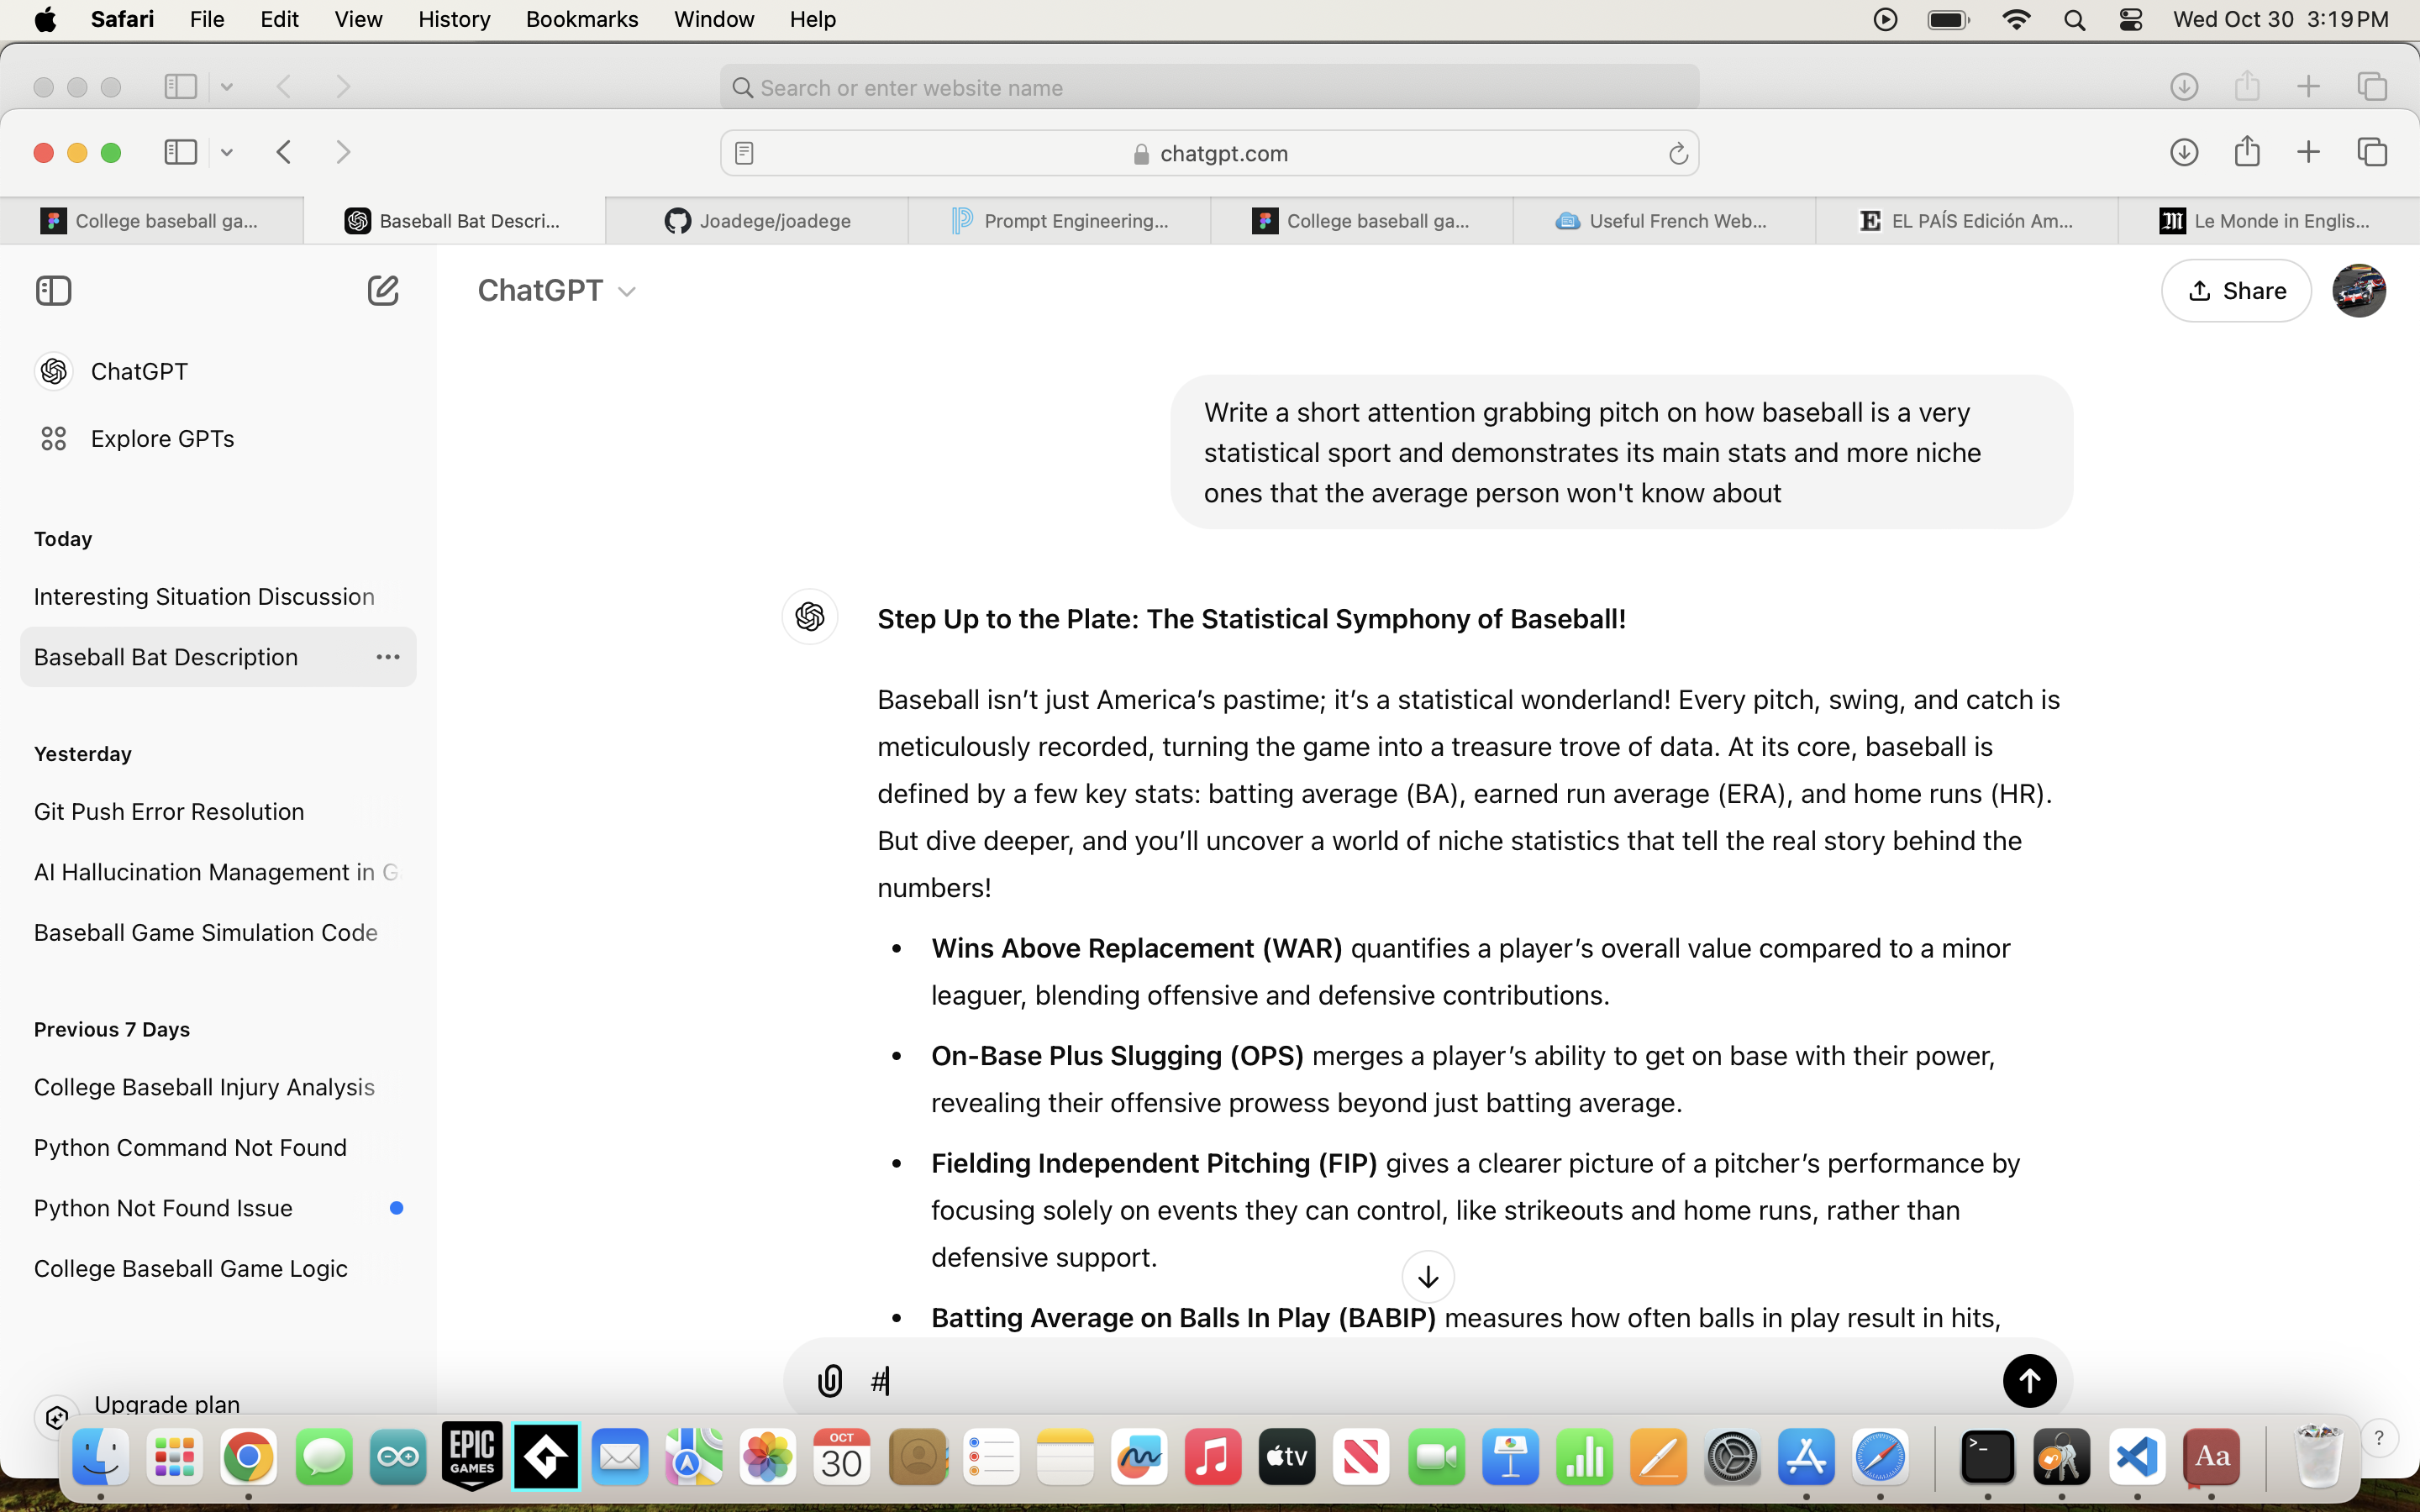 Safari File Edit View History Bookmarks Window Help Wed Oct 30 3:19 PM
Search or enter website name
chatgpt.com
College baseball ga... Baseball Bat Descri... Joadege/joadege Prompt Engineering... College baseball ga... Useful French Web... EL PAÍS Edición Am... Le Monde in Englis...
ChatGPT Share
ChatGPT
Explore GPTs
Today
Interesting Situation Discussion
Baseball Bat Description
Yesterday
Git Push Error Resolution
AI Hallucination Management in G
Baseball Game Simulation Code
Previous 7 Days
College Baseball Injury Analysis
Python Command Not Found
Python Not Found Issue
College Baseball Game Logic
Upgrade plan
Write a short attention grabbing pitch on how baseball is a very
statistical sport and demonstrates its main stats and more niche
ones that the average person won't know about
Step Up to the Plate: The Statistical Symphony of Baseball!
Baseball isn’t just America’s pastime; it’s a statistical wonderland! Every pitch, swing, and catch is
meticulously recorded, turning the game into a treasure trove of data. At its core, baseball is
defined by a few key stats: batting average (BA), earned run average (ERA), and home runs (HR).
But dive deeper, and you’ll uncover a world of niche statistics that tell the real story behind the
numbers!
• Wins Above Replacement (WAR) quantifies a player’s overall value compared to a minor
leaguer, blending offensive and defensive contributions.
• On-Base Plus Slugging (OPS) merges a player’s ability to get on base with their power,
revealing their offensive prowess beyond just batting average.
• Fielding Independent Pitching (FIP) gives a clearer picture of a pitcher’s performance by
focusing solely on events they can control, like strikeouts and home runs, rather than
defensive support.
• Batting Average on Balls In Play (BABIP) measures how often balls in play result in hits,
#
?
EPIC
GAMES
OCT
30
tv
Aa